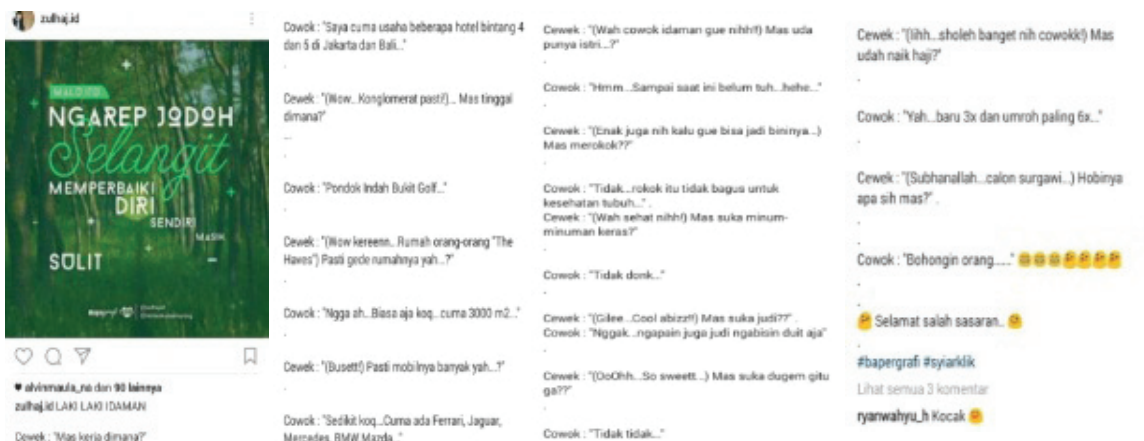 zulhaj.id
NGAREP JODOH
Selangit
MEMPERBAIKI
DIRI
SENDIRI
MASIH
SULIT
alvinmaula_na dan 90 lainnya
zulhaj.id LAKI LAKI IDAMAN
Cewek : "Mas kerja dimana?"
Cowok : "Saya cuma usaha beberapa hotel bintang 4
dan 5 di Jakarta dan Bali..."
.
Cewek : "(Wow...Konglomerat past!)... Mas tinggal
dimana?"
...
.
Cowok : "Pondok Indah Bukit Golf..."
.
Cewek : "(Wow kereenn.. Rumah orang-orang "The
Haves") Pasti gede rumahnya yah...?"
.
Cowok : "Ngga ah...Biasa aja koq...cuma 3000 m2..."
.
Cewek : "(Busett!) Pasti mobilnya banyak yah...?"
.
Cowok : "Sedikit koq...Cuma ada Ferrari, Jaguar,
Mercedes, BMW, Mazda.."
Cewek : "(Wah cowok idaman gue nihh!!) Mas uda
punya istri...?"
.
Cowok : "Hmm...Sampai saat ini belum tuh...hehe..."
.
Cewek : "(Enak juga nih kalu gue bisa jadi bininya...)
Mas merokok??"
.
Cowok : "Tidak...rokok itu tidak bagus untuk
kesehatan tubuh..." .
Cewek : "(Wah sehat nihh!) Mas suka minum-
minuman keras?"
.
Cowok : "Tidak donk..."
.
Cewek : "(Gilee...Cool abizz!!) Mas suka judi??" .
Cowok : "Nggak...ngapain juga judi ngabisin duit aja"
.
Cewek : "(OoOhh...So sweett...) Mas suka dugem gitu
ga??"
.
Cowok : "Tidak tidak..."
Cewek : "(Iihh...sholeh banget nih cowokk!) Mas
udah naik haji?"
.
Cowok : "Yah...baru 3x dan umroh paling 6x..."
.
Cewek : "(Subhanallah...calon surgawi...) Hobinya
apa sih mas?" .
.
.
Cowok : "Bohongin orang......"
.
Selamat salah sasaran..
.
#bapergrafi #syiarklik
Lihat semua 3 komentar
ryanwahyu_h Kocak